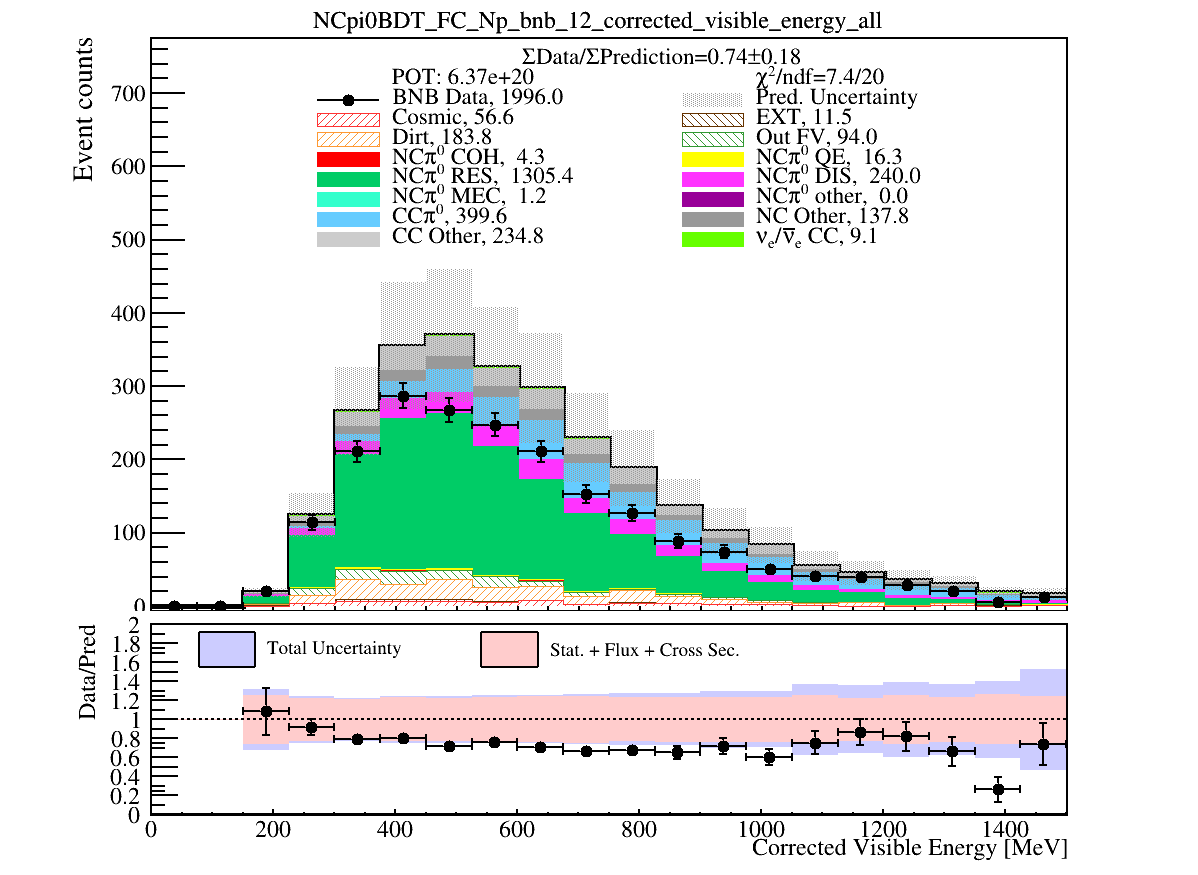 NCpi0BDT_FC_Np_bnb_12_corrected_visible_energy_all
Event counts
ΣData/ΣPrediction=0.74±0.18
POT: 6.37e+20
χ²/ndf=7.4/20
BNB Data, 1996.0
Pred. Uncertainty
Cosmic, 56.6
EXT, 11.5
Dirt, 183.8
Out FV, 94.0
NCπ⁰ COH, 4.3
NCπ⁰ QE, 16.3
NCπ⁰ RES, 1305.4
NCπ⁰ DIS, 240.0
NCπ⁰ MEC, 1.2
NCπ⁰ other, 0.0
CCπ⁰, 399.6
NC Other, 137.8
CC Other, 234.8
νₑ/ν̅ₑ CC, 9.1
700
600
500
400
300
200
100
0
Data/Pred
Total Uncertainty
Stat. + Flux + Cross Sec.
2
1.8
1.6
1.4
1.2
1
0.8
0.6
0.4
0.2
0
0 200 400 600 800 1000 1200 1400
Corrected Visible Energy [MeV]